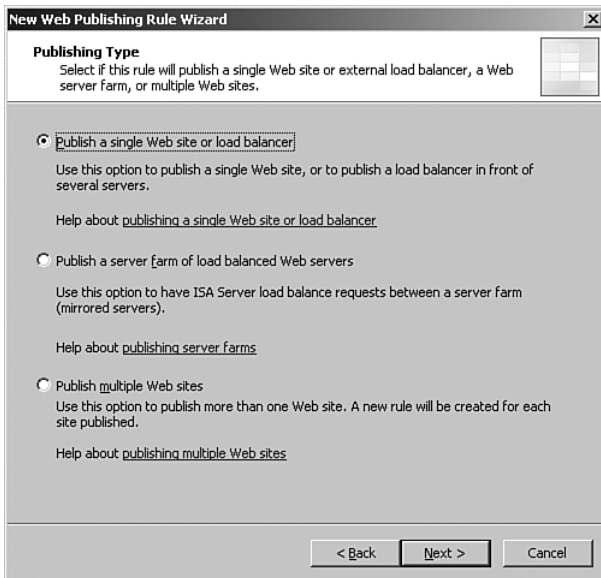 New Web Publishing Rule Wizard
Publishing Type
Select if this rule will publish a single Web site or external load balancer, a Web
server farm, or multiple Web sites.
Publish a single Web site or load balancer
Use this option to publish a single Web site, or to publish a load balancer in front of
several servers.
Help about publishing a single Web site or load balancer
Publish a server farm of load balanced Web servers
Use this option to have ISA Server load balance requests between a server farm
(mirrored servers).
Help about publishing server farms
Publish multiple Web sites
Use this option to publish more than one Web site. A new rule will be created for each
site published.
Help about publishing multiple Web sites
< Back Next > Cancel